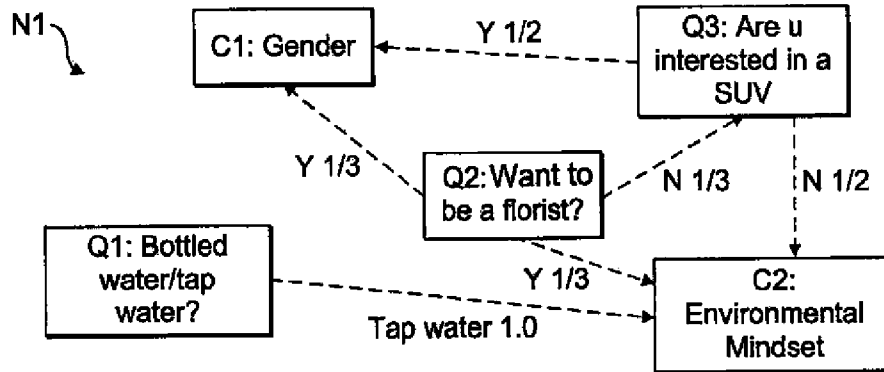 N1
C1: Gender
Y 1/2
Q3: Are u
interested in a
SUV
Y 1/3
Q2: Want to
be a florist?
N 1/3
N 1/2
Q1: Bottled
water/tap
water?
Y 1/3
Tap water 1.0
C2:
Environmental
Mindset